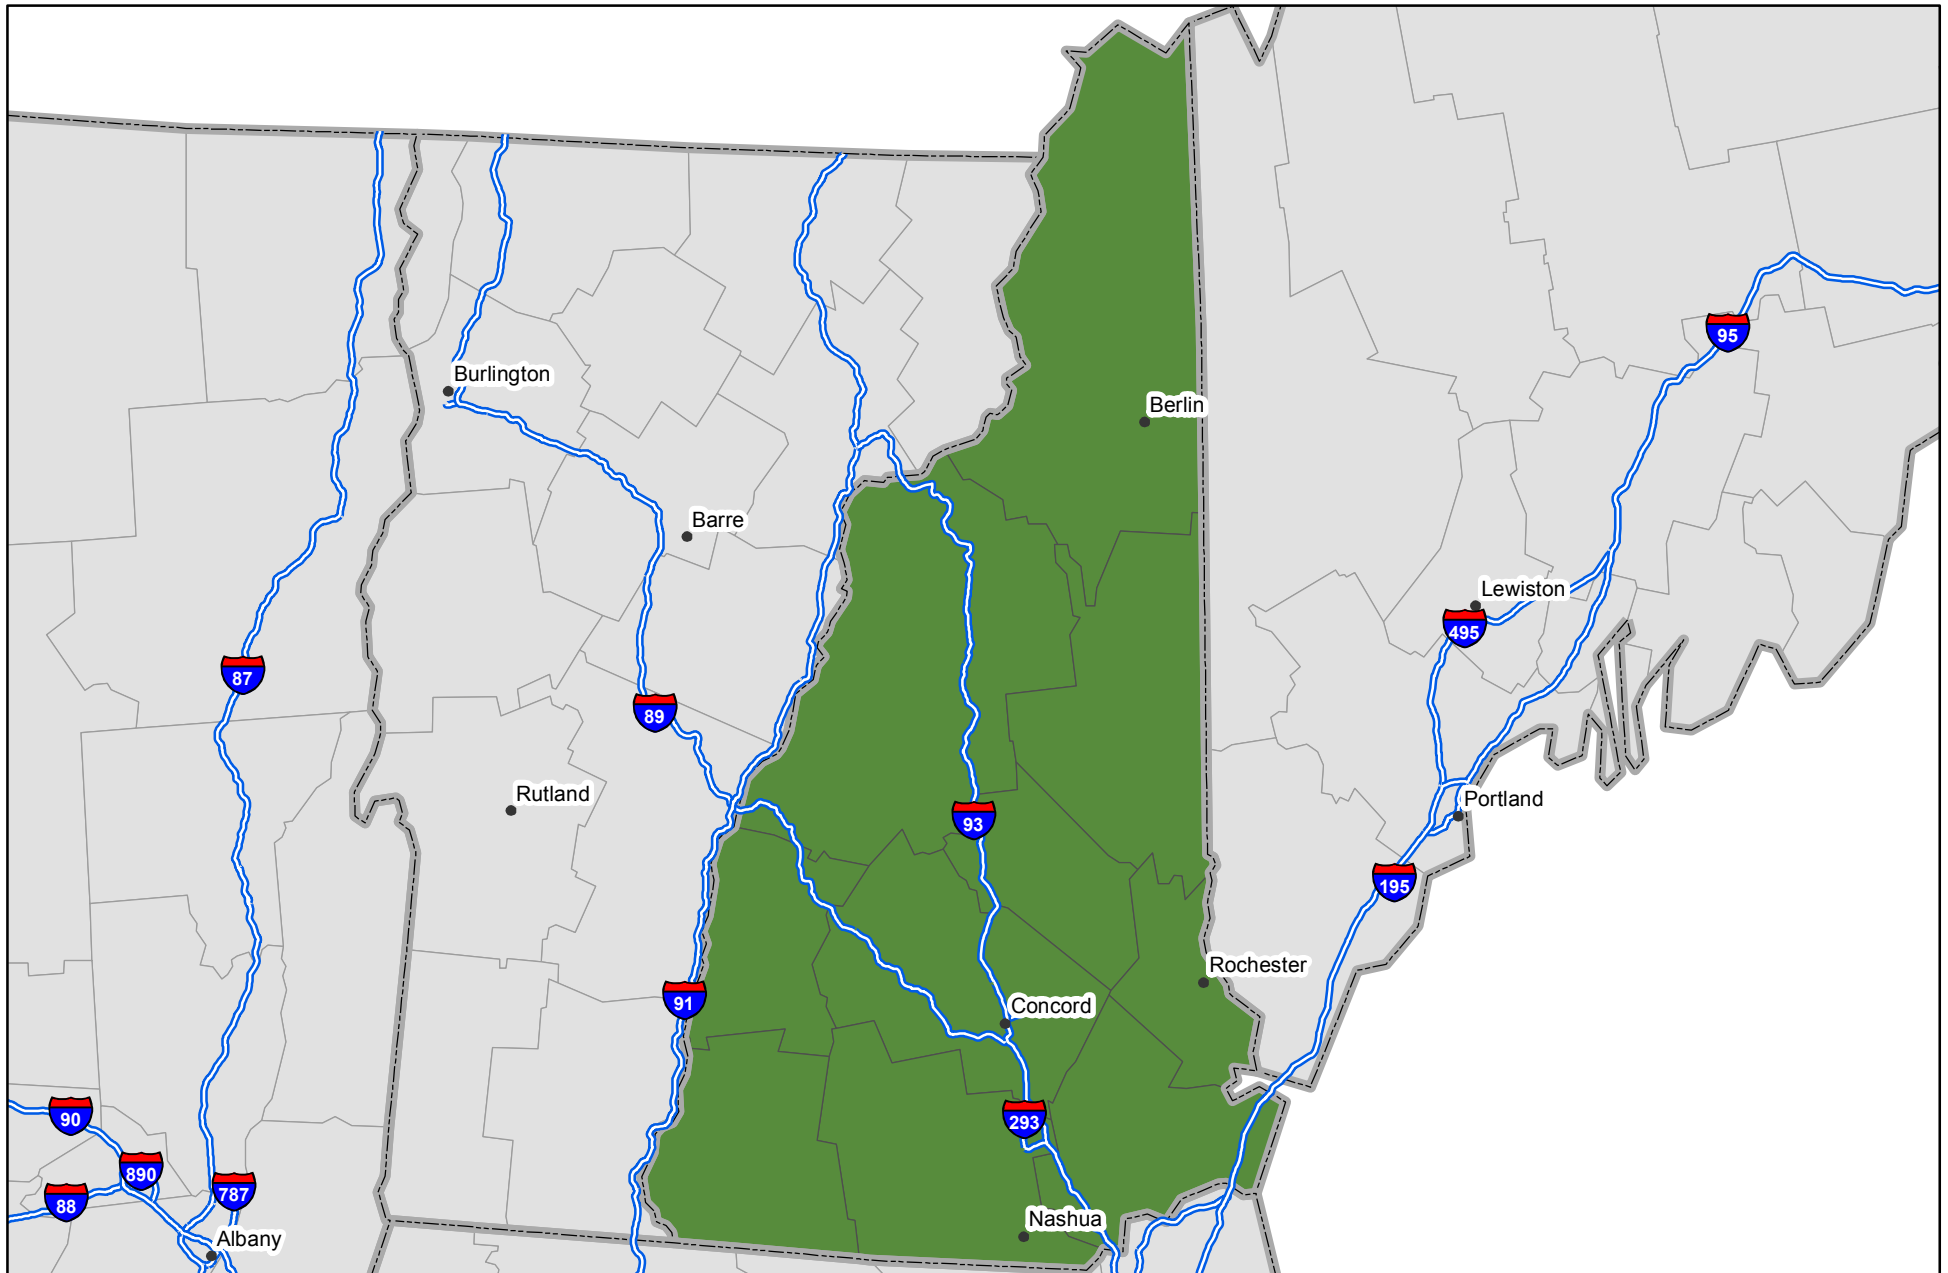 95
Burlington
Berlin
Barre
Lewiston
495
87
89
Rutland
93
Portland
195
Rochester
91
Concord
90
293
890
88
787
Nashua
Albany